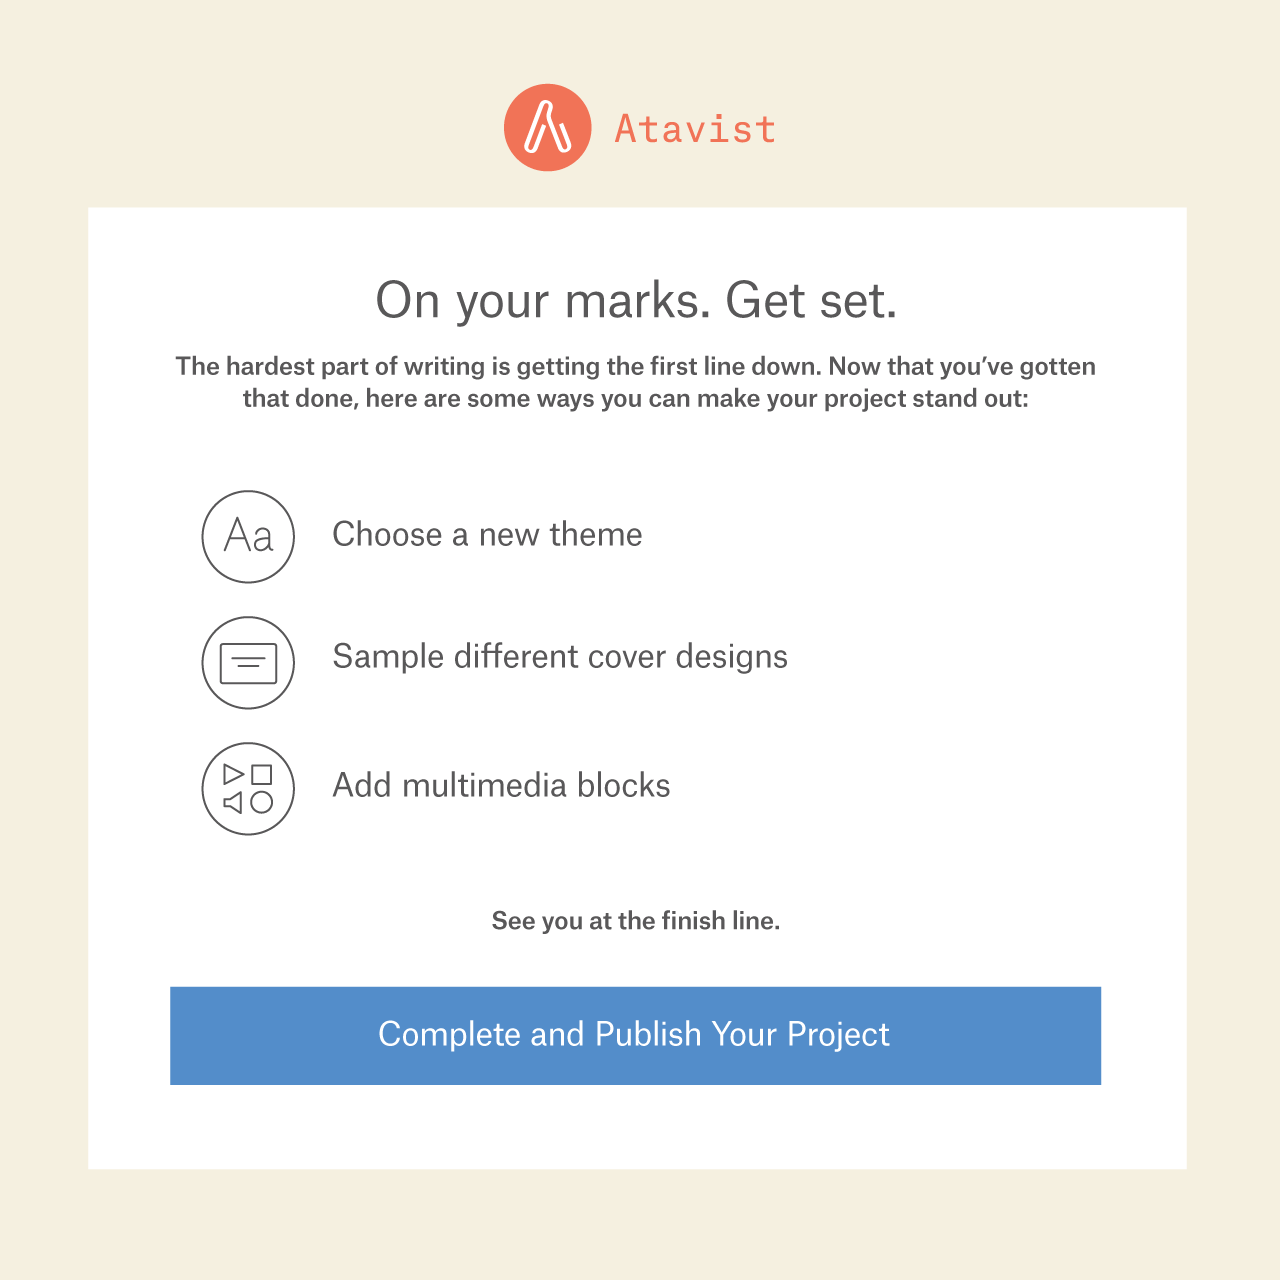 Atavist
On your marks. Get set.
The hardest part of writing is getting the first line down. Now that you’ve gotten
that done, here are some ways you can make your project stand out:
Aa
Choose a new theme
Sample different cover designs
Add multimedia blocks
See you at the finish line.
Complete and Publish Your Project